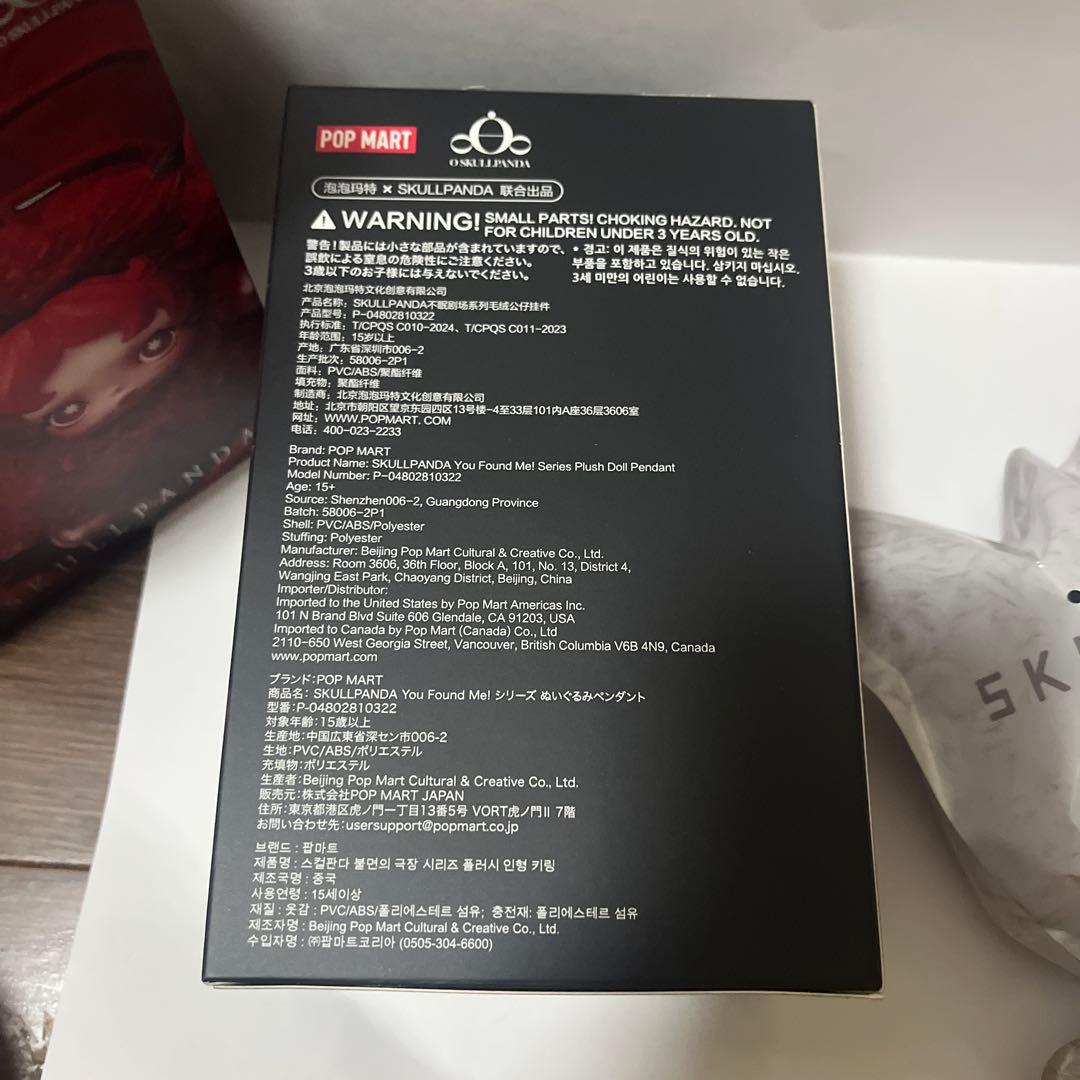 POP MART
O SKULLPANDA
泡泡玛特 × SKULLPANDA 联合出品
WARNING! SMALL PARTS! CHOKING HAZARD. NOT
FOR CHILDREN UNDER 3 YEARS OLD.
警告！製品には小さな部品が含まれていますので、
誤飲による窒息の危険性にご注意ください。
3歳以下のお子様には与えないでください。
• 경고: 이 제품은 질식의 위험이 있는 작은
부품을 포함하고 있습니다. 삼키지 마십시오.
3세 미만의 어린이는 사용할 수 없습니다.
北京泡泡玛特文化创意有限公司
产品名称：SKULLPANDA不眠剧场系列毛绒公仔挂件
产品型号：P-04802810322
执行标准：T/CPQS C010-2024、T/CPQS C011-2023
年龄范围：15岁以上
产地：广东省深圳市006-2
生产批次：58006-2P1
面料：PVC/ABS/聚酯纤维
填充物：聚酯纤维
制造商：北京泡泡玛特文化创意有限公司
地址：北京市朝阳区望京东园四区13号楼-4至33层101内A座36层3606室
网址：WWW.POPMART. COM
电话：400-023-2233
Brand: POP MART
Product Name: SKULLPANDA You Found Me! Series Plush Doll Pendant
Model Number: P-04802810322
Age: 15+
Source: Shenzhen006-2, Guangdong Province
Batch: 58006-2P1
Shell: PVC/ABS/Polyester
Stuffing: Polyester
Manufacturer: Beijing Pop Mart Cultural & Creative Co., Ltd.
Address: Room 3606, 36th Floor, Block A, 101, No. 13, District 4,
Wangjing East Park, Chaoyang District, Beijing, China
Importer/Distributor:
Imported to the United States by Pop Mart Americas Inc.
101 N Brand Blvd Suite 606 Glendale, CA 91203, USA
Imported to Canada by Pop Mart (Canada) Co., Ltd
2110-650 West Georgia Street, Vancouver, British Columbia V6B 4N9, Canada
www.popmart.com
ブランド：POP MART
商品名： SKULLPANDA You Found Me! シリーズ ぬいぐるみペンダント
型番：P-04802810322
対象年齢：15歳以上
生産地：中国広東省深セン市006-2
生地：PVC/ABS/ポリエステル
充填物：ポリエステル
生産者：Beijing Pop Mart Cultural & Creative Co., Ltd.
販売元：株式会社POP MART JAPAN
住所：東京都港区虎ノ門一丁目13番5号 VORT虎ノ門II 7階
お問い合わせ先：usersupport@popmart.co.jp
브랜드 : 팝마트
제품명 : 스컬판다 불면의 극장 시리즈 플러시 인형 키링
제조국명 : 중국
사용연령 : 15세이상
재질 : 옷감 : PVC/ABS/폴리에스테르 섬유; 충전재: 폴리에스테르 섬유
제조자명 : Beijing Pop Mart Cultural & Creative Co., Ltd.
수입자명 : ㈜팝마트코리아 (0505-304-6600)
KULLPANDA
SK